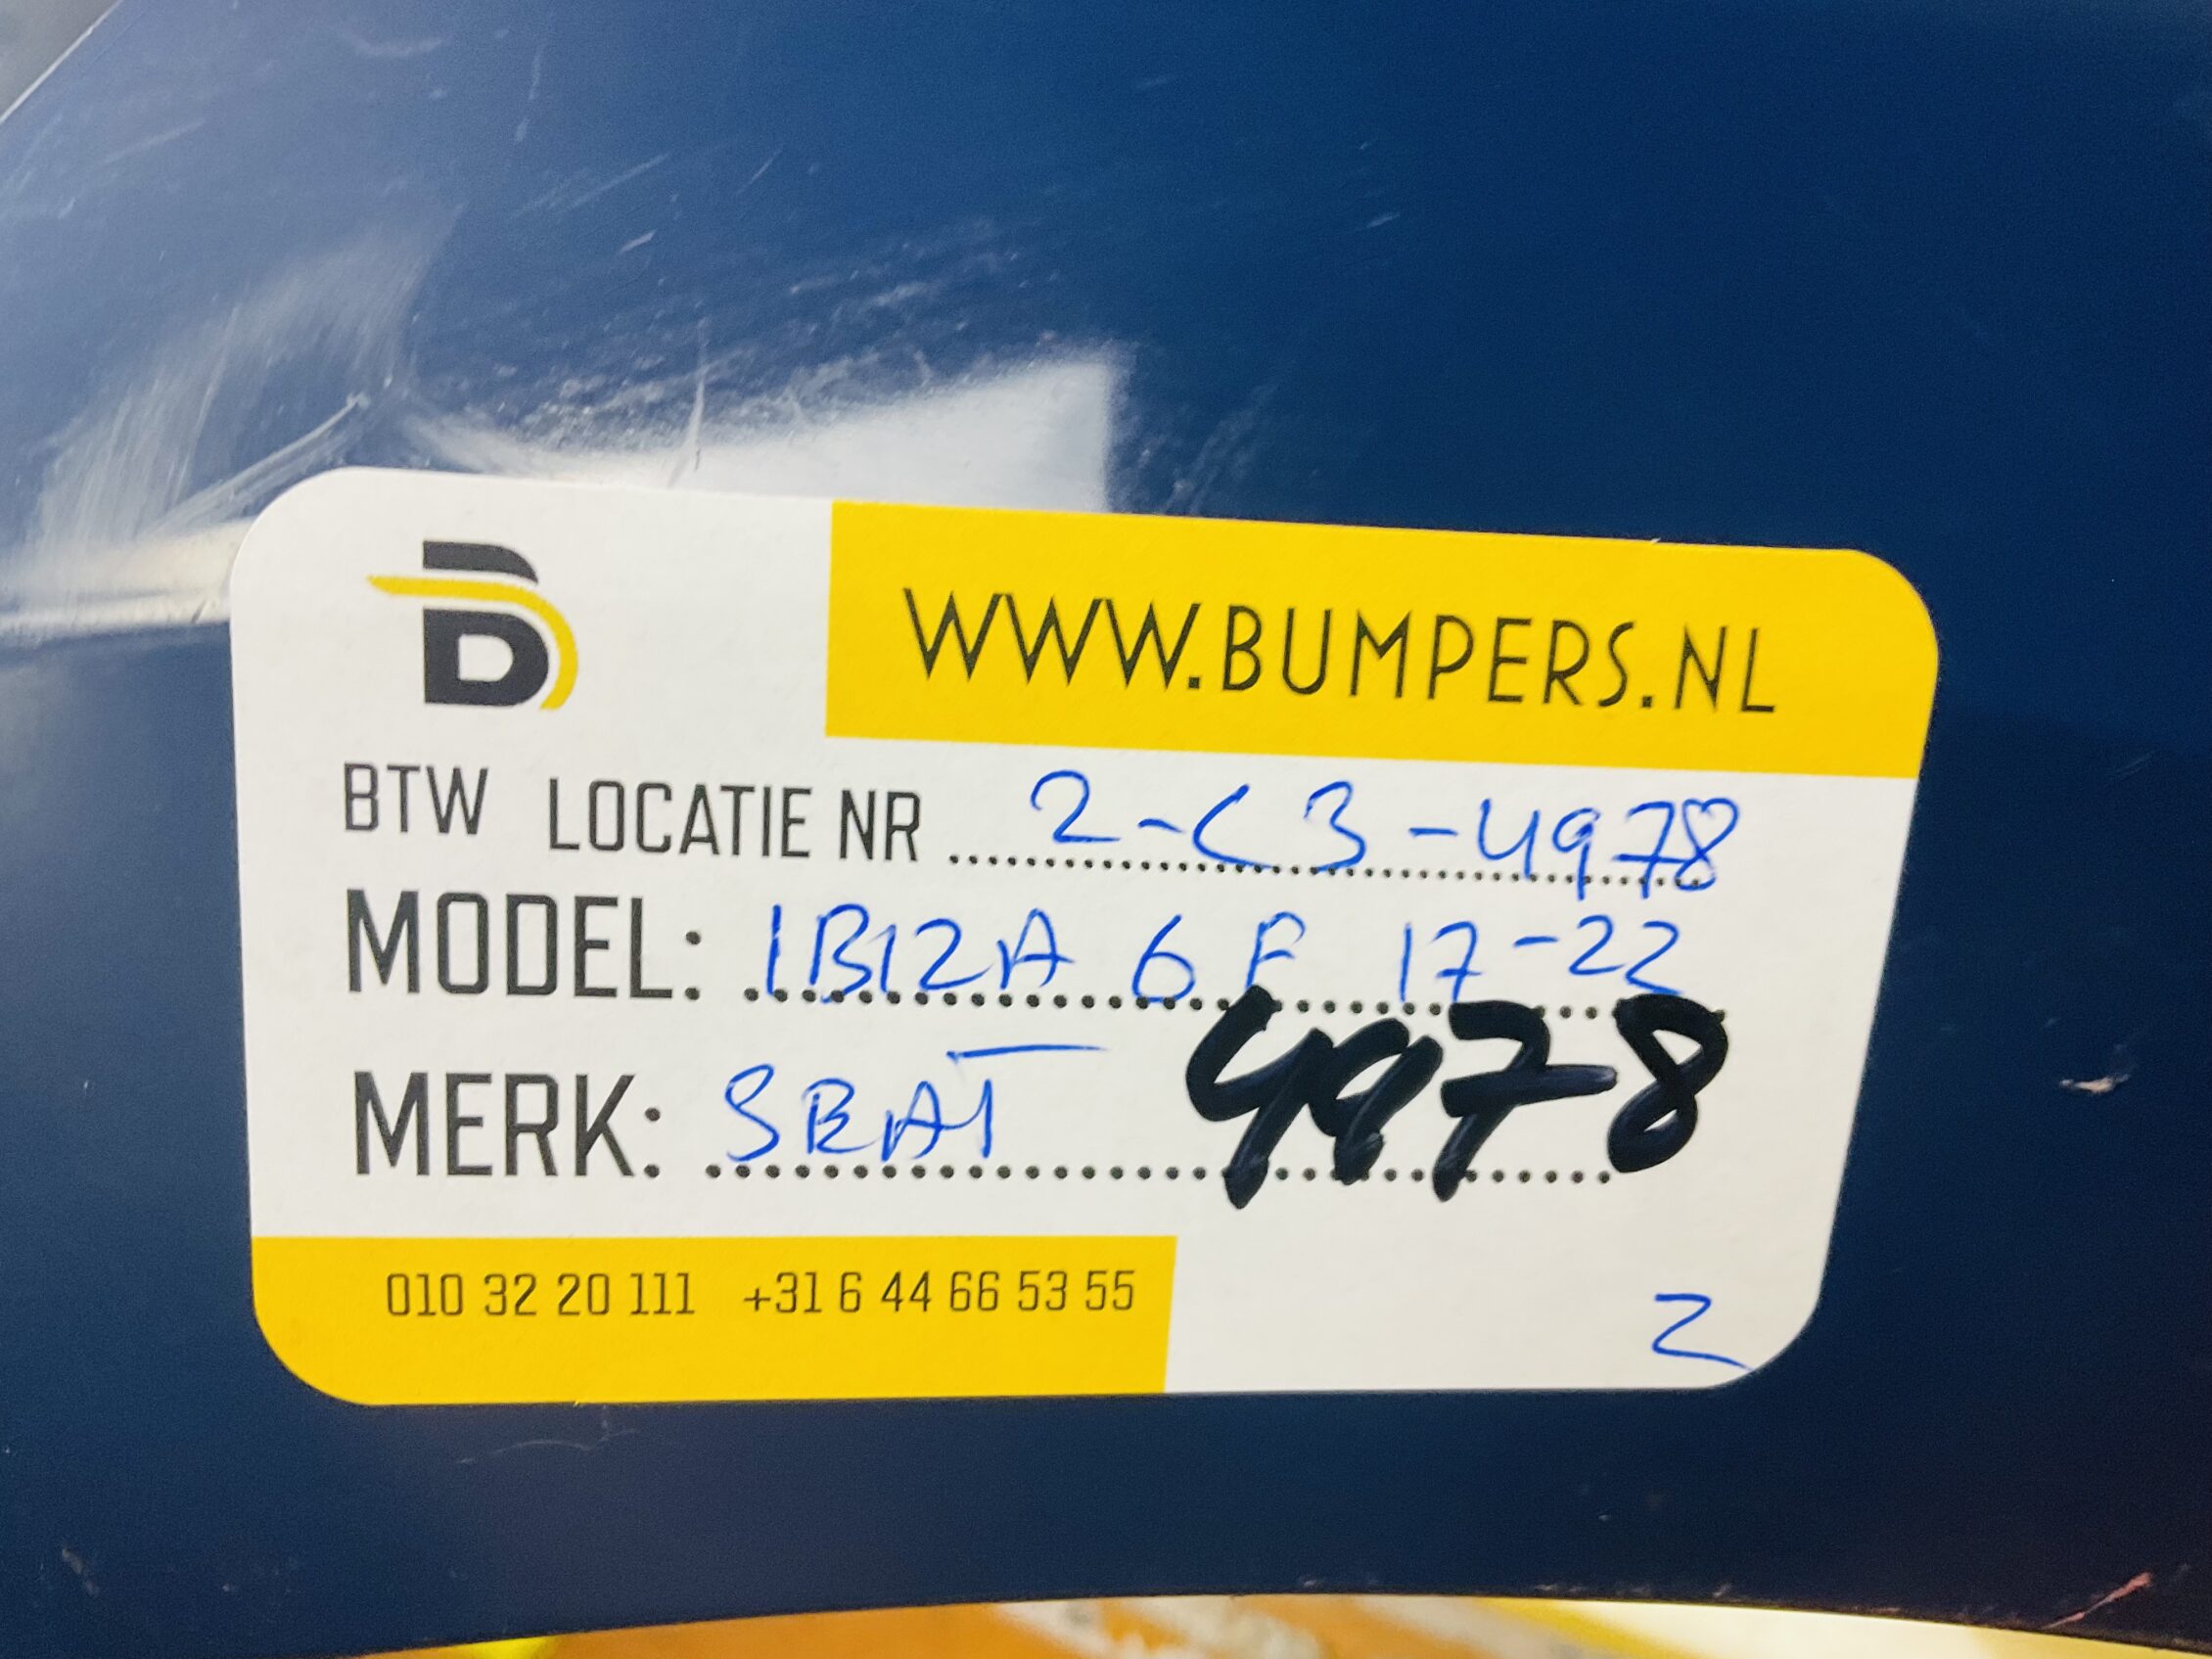 B
WWW.BUMPERS.NL
BTW LOCATIE NR 2-C3-4978
MODEL: IBIZA 6F 17-22
MERK: SEAT 4978
010 32 20 111 +31 6 44 66 53 55
2